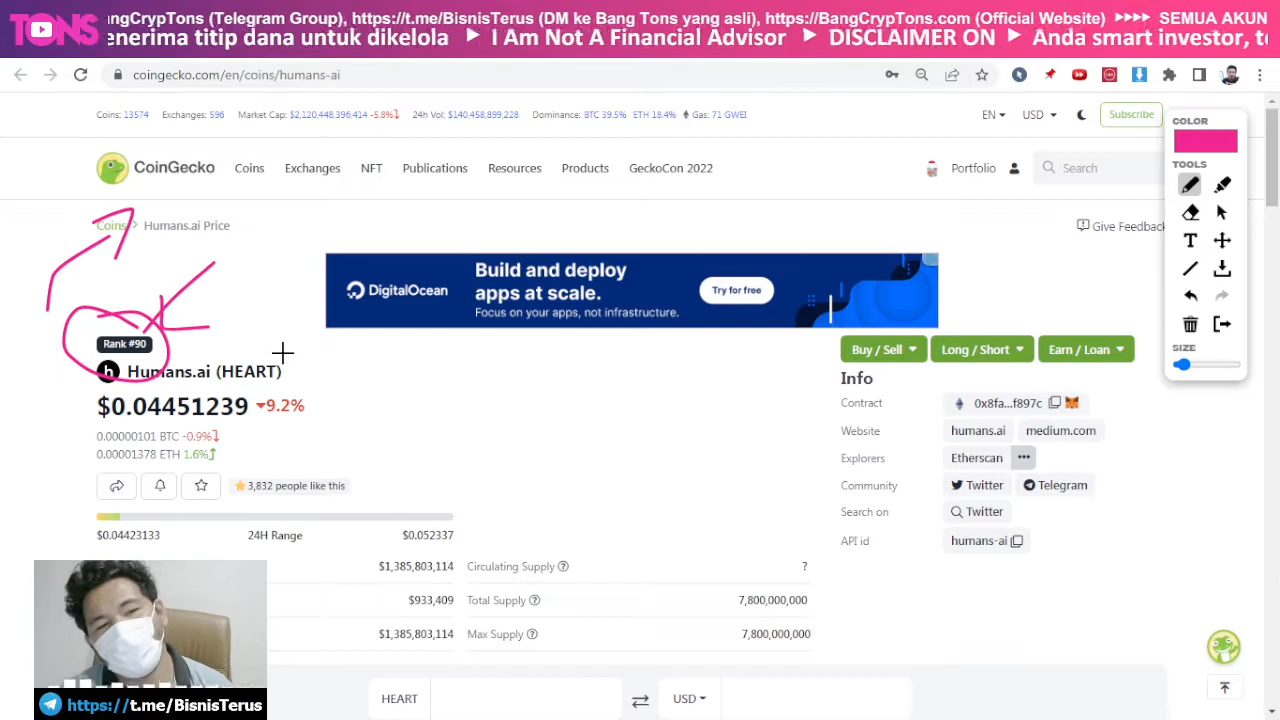 TONS
angCrypTons (Telegram Group), https://t.me/BisnisTerus (DM ke Bang Tons yang asli), https://BangCrypTons.com (Official Website) ▸▸▸▸ SEMUA AKUN
enerima titip dana untuk dikelola ► I Am Not A Financial Advisor ► DISCLAIMER ON ► Anda smart investor, t
coingecko.com/en/coins/humans-ai
Coins: 13574 Exchanges: 596 Market Cap: $2,120,448,396,414 -5.8% 24h Vol: $140,458,899,228 Dominance: BTC 39.5% ETH 18.4% Gas: 71 GWEI
EN USD Subscribe
CoinGecko Coins Exchanges NFT Publications Resources Products GeckoCon 2022 Portfolio Search
COLOR
TOOLS
T
SIZE
Coins > Humans.ai Price
Give Feedback
DigitalOcean
Build and deploy
apps at scale.
Focus on your apps, not infrastructure.
Try for free
Rank #90
h Humans.ai (HEART)
$0.04451239 9.2%
0.00000101 BTC -0.9%
0.00001378 ETH 1.6%
3,832 people like this
$0.04423133 24H Range $0.052337
Buy / Sell Long / Short Earn / Loan
Info
Contract 0x8fa...f897c
Website humans.ai medium.com
Explorers Etherscan •••
Community Twitter Telegram
Search on Twitter
API id humans-ai
$1,385,803,114 Circulating Supply ? ?
$933,409 Total Supply ? 7,800,000,000
$1,385,803,114 Max Supply ? 7,800,000,000
HEART USD
https://t.me/BisnisTerus